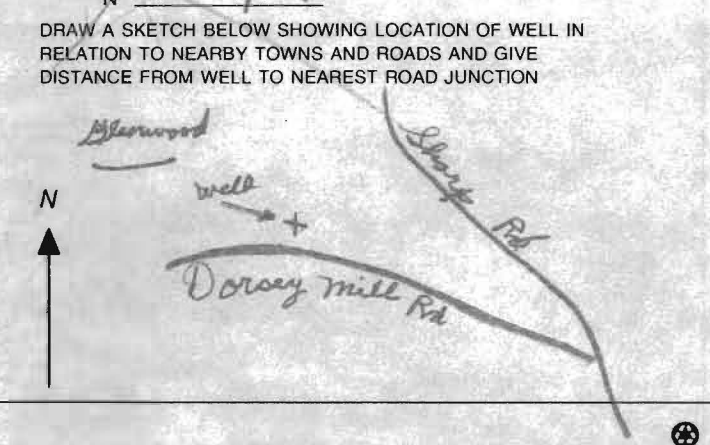 N
DRAW A SKETCH BELOW SHOWING LOCATION OF WELL IN
RELATION TO NEARBY TOWNS AND ROADS AND GIVE
DISTANCE FROM WELL TO NEAREST ROAD JUNCTION
Glenwood
Sharp Rd
N
well
Dorsey Mill Rd